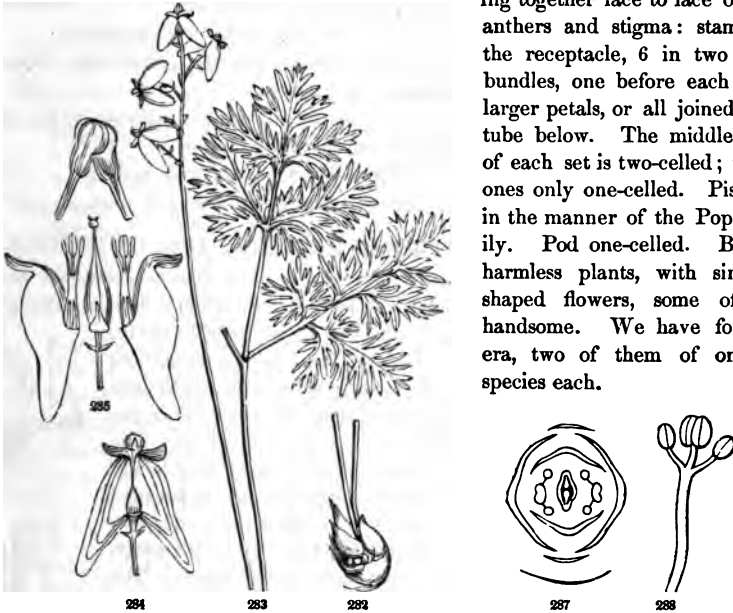 anthers and stigma: stam
the receptacle, 6 in two
bundles, one before each
larger petals, or all joined
tube below. The middle
of each set is two-celled;
ones only one-celled. Pis
in the manner of the Pop
ily. Pod one-celled. B
harmless plants, with sin
shaped flowers, some of
handsome. We have fo
era, two of them of on
species each.
285
284
283
282
287
288